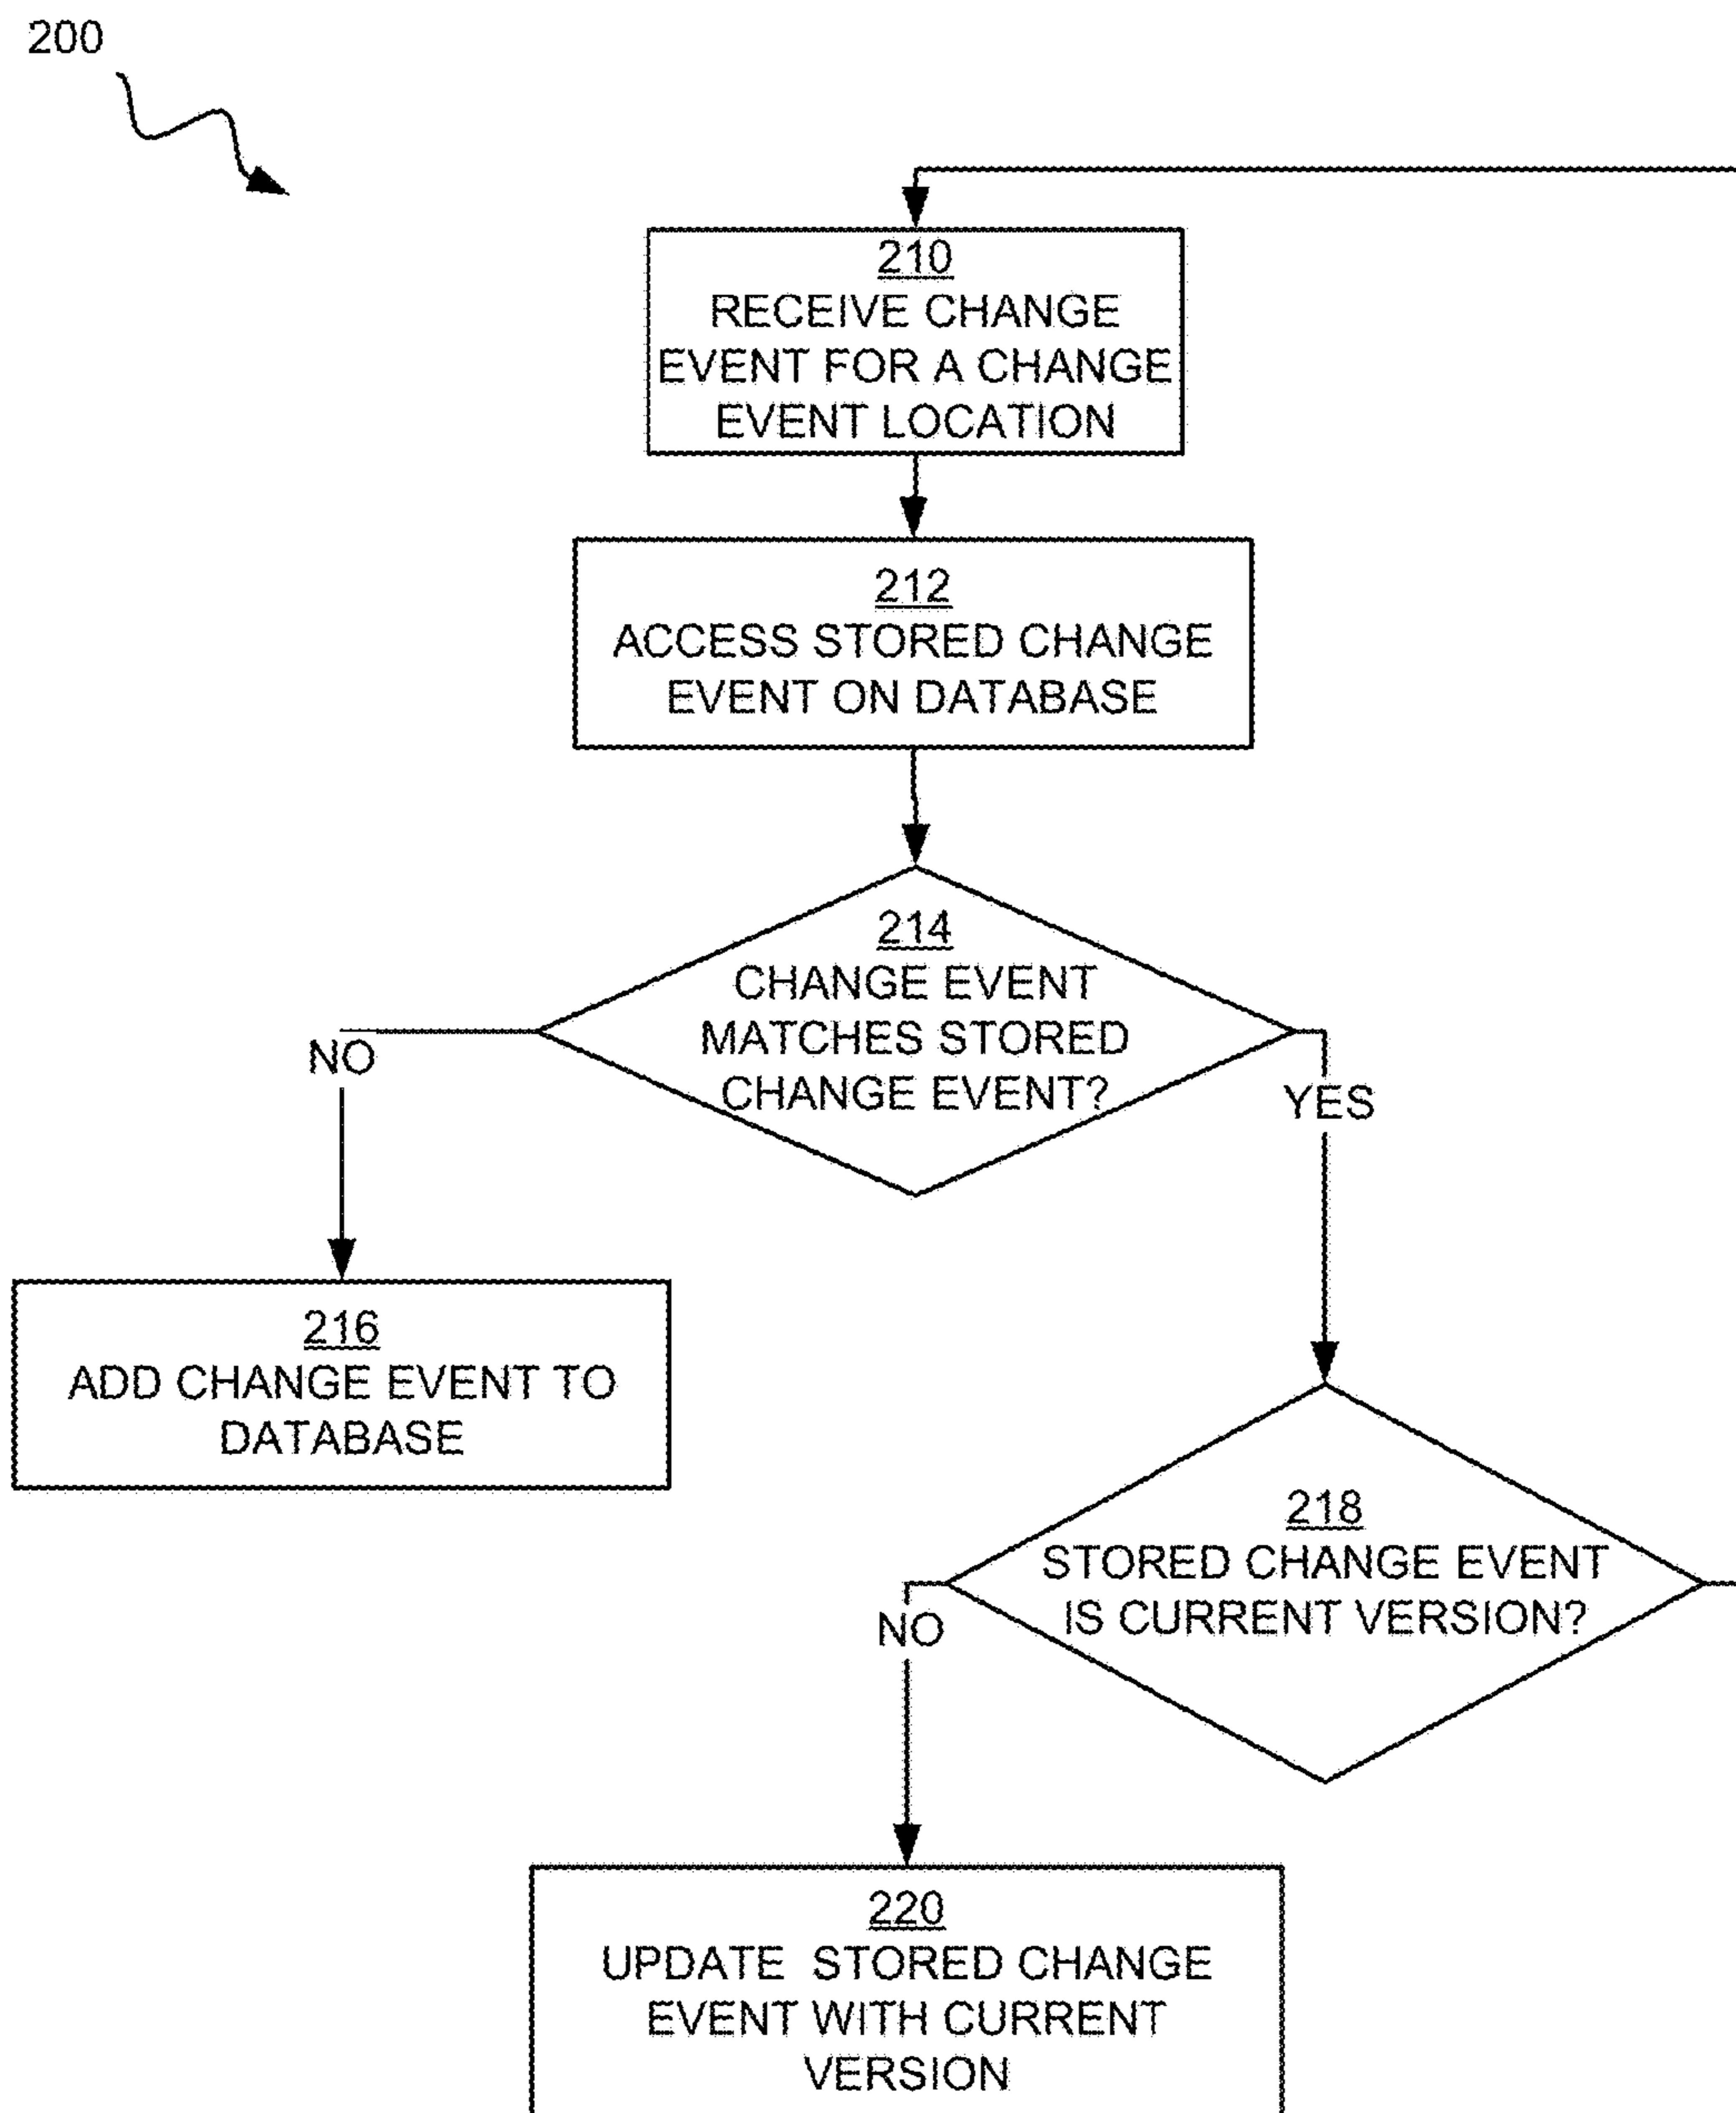 200
210
RECEIVE CHANGE
EVENT FOR A CHANGE
EVENT LOCATION
212
ACCESS STORED CHANGE
EVENT ON DATABASE
214
CHANGE EVENT
MATCHES STORED
CHANGE EVENT?
NO
YES
216
ADD CHANGE EVENT TO
DATABASE
218
STORED CHANGE EVENT
IS CURRENT VERSION?
NO
220
UPDATE STORED CHANGE
EVENT WITH CURRENT
VERSION